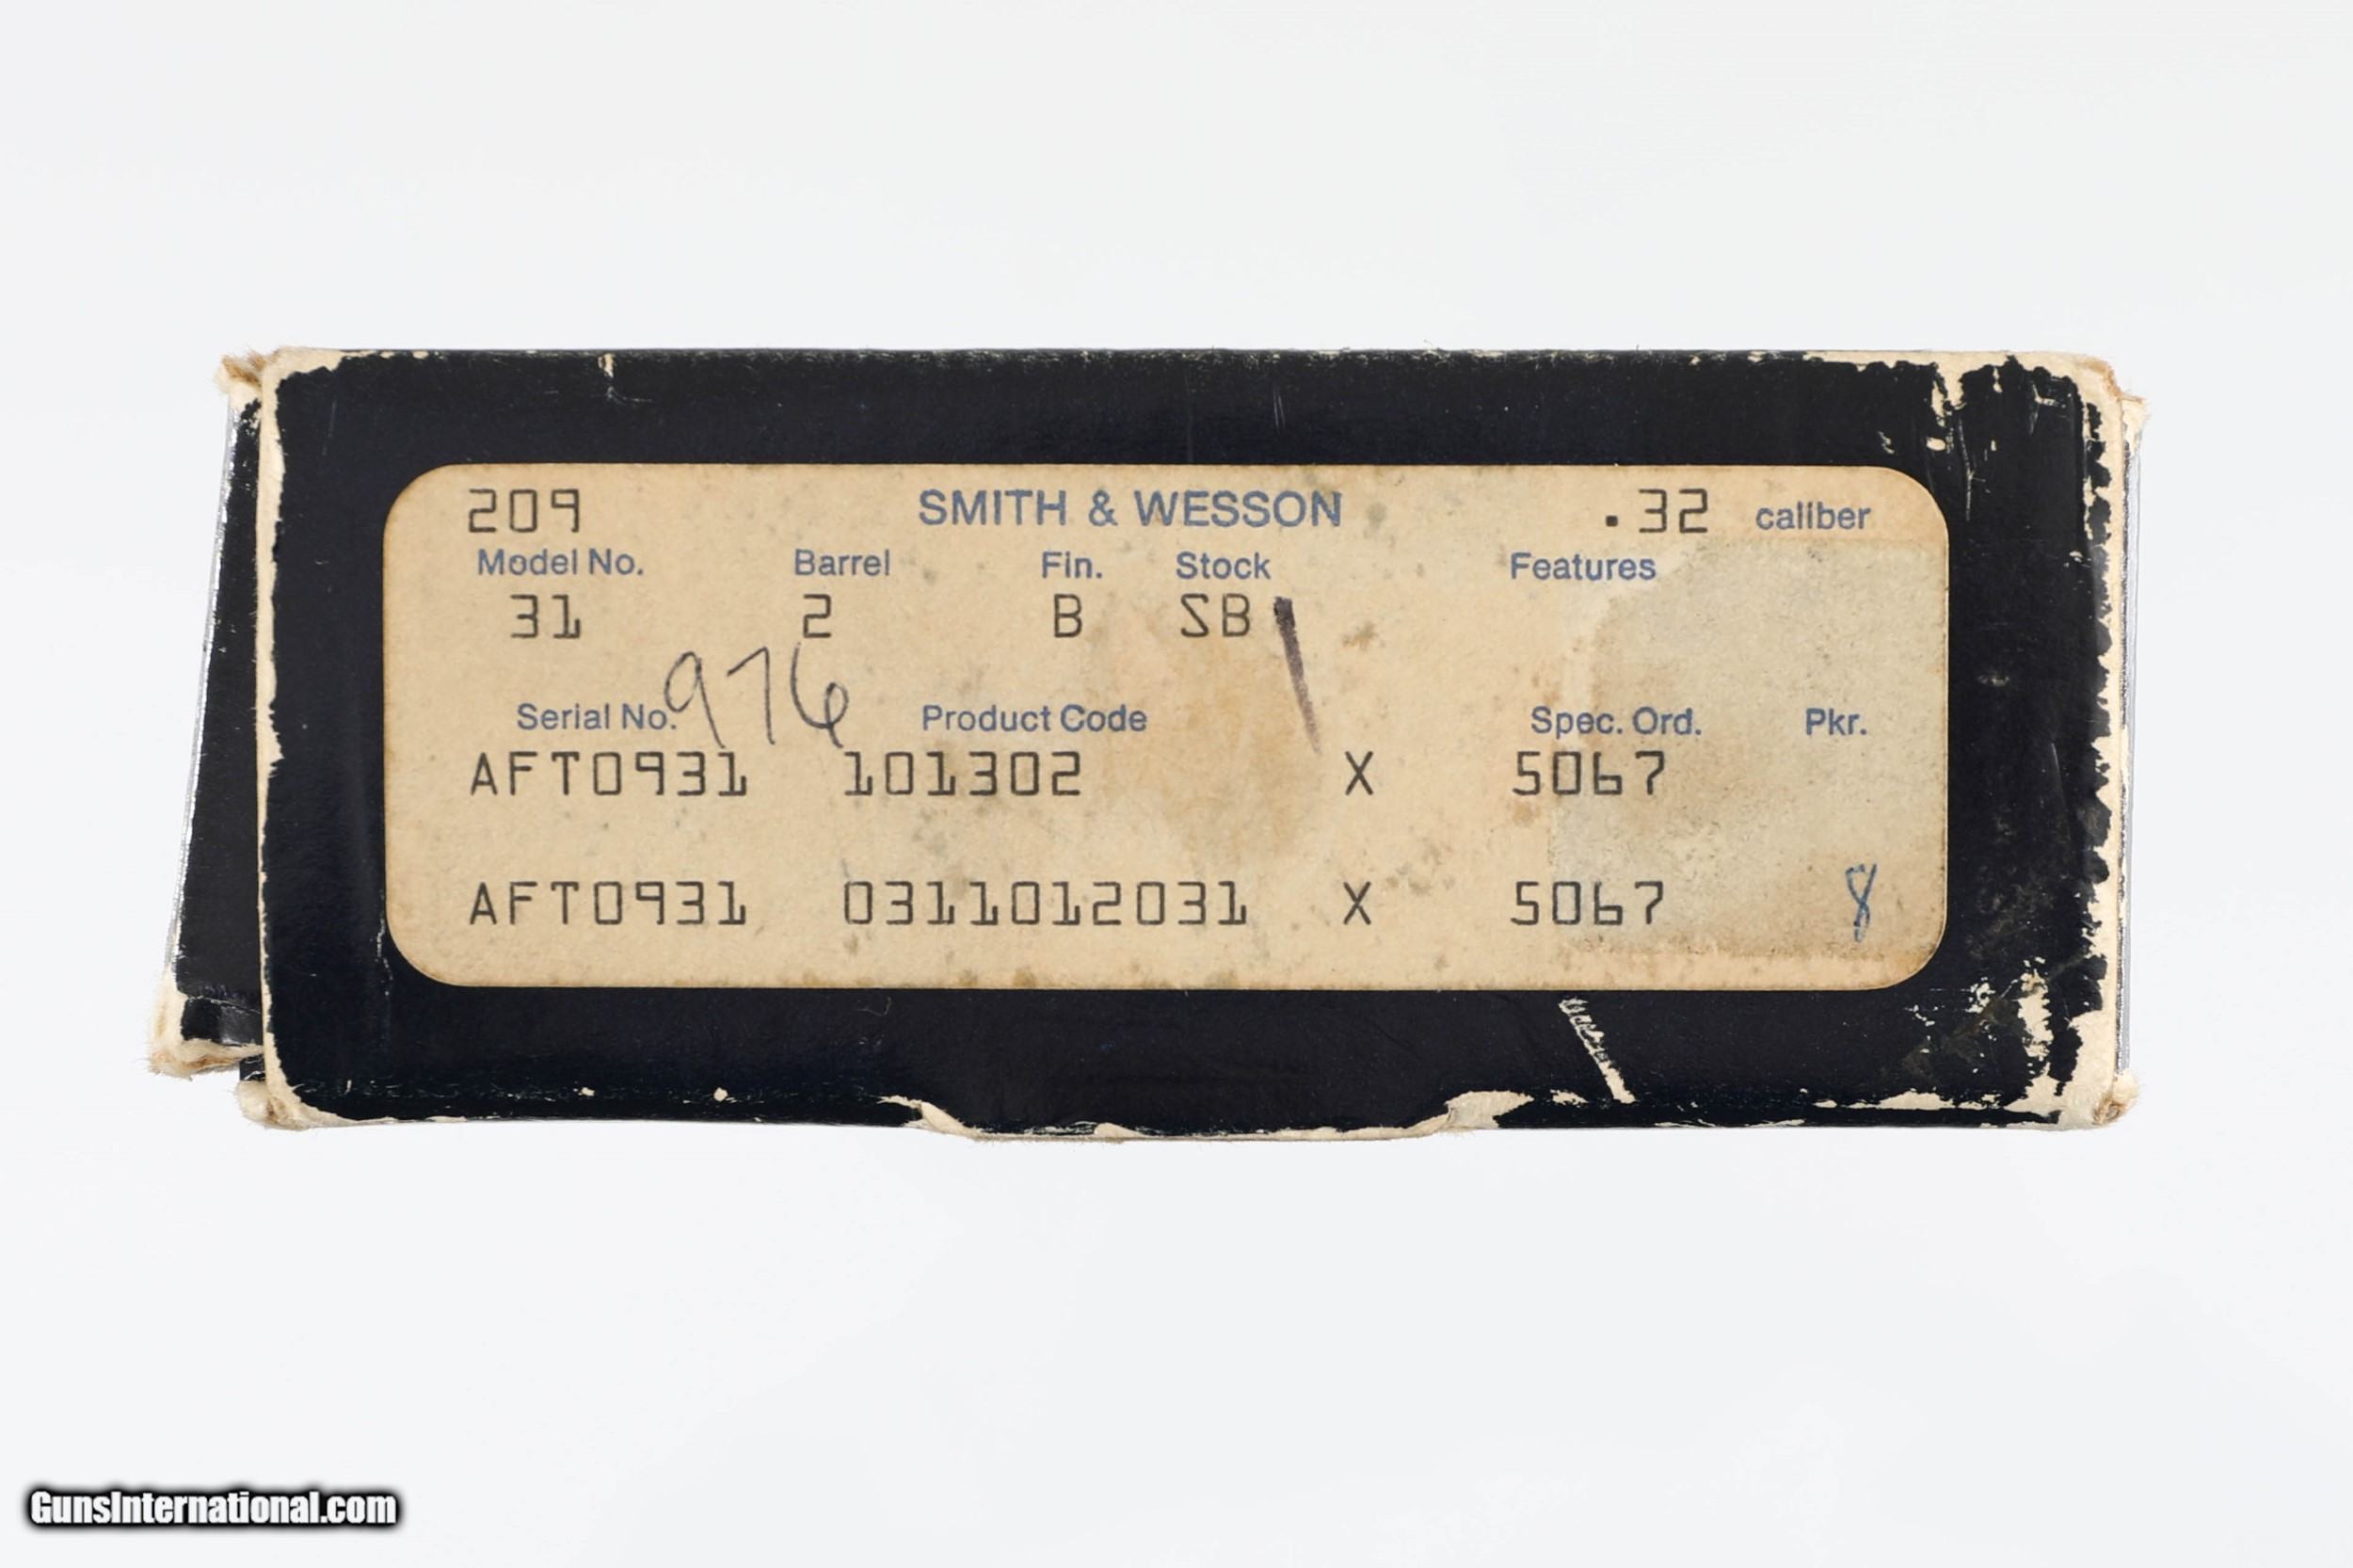 209 SMITH & WESSON .32 caliber
Model No. Barrel Fin. Stock Features
31 2 B SB
976
Serial No. Product Code Spec. Ord. Pkr.
AFT0931 101302 X 5067
AFT0931 0311012031 X 5067 8
GunsInternational.com